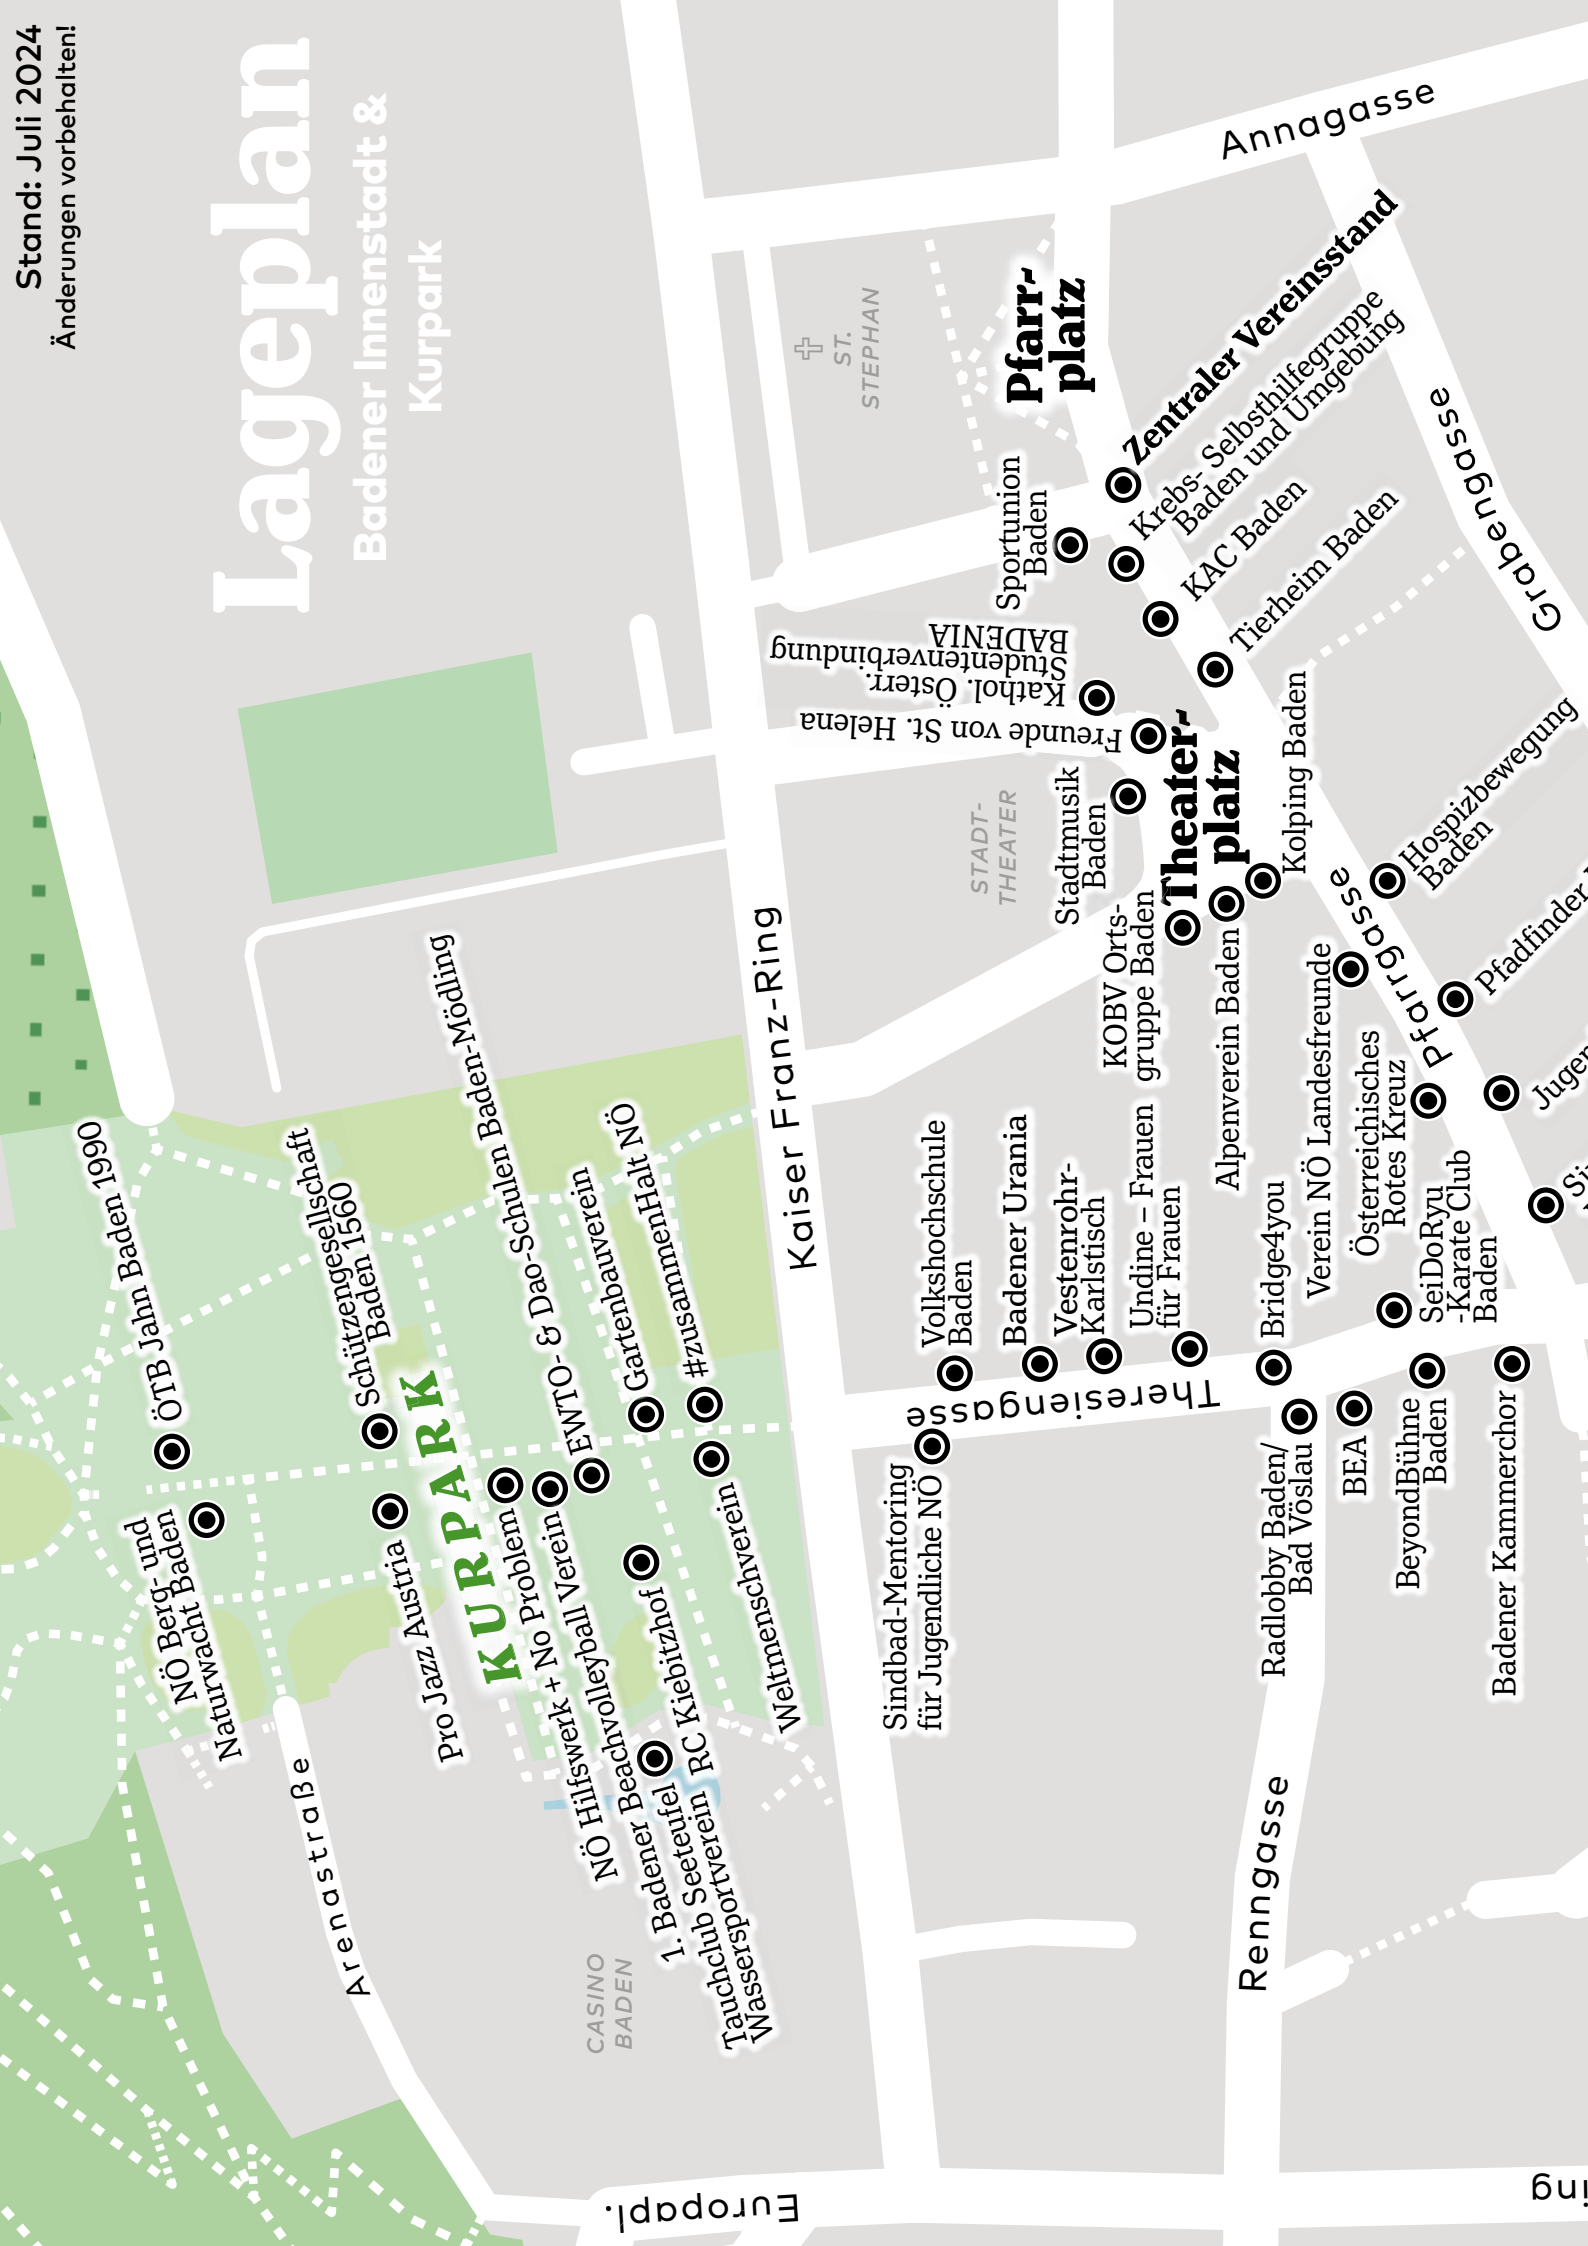 Stand: Juli 2024
Änderungen vorbehalten!
Lageplan
Badener Innenstadt &
Kurpark
ÖTB Jahn Baden 1990
NÖ Berg- und
Naturwacht Baden
Schützengesellschaft
Baden 1560
Pro Jazz Austria
KURPARK
EWTO- & Dao-Schulen Baden-Mödling
Gartenbauverein
#zusammenHalt NÖ
NÖ Hilfswerk + No Problem
1. Badener Beachvolleyball Verein
RC Kiebitzhof
Tauchclub Seeteufel
Wassersportverein
Weltmenschverein
Arenastraße
CASINO
BADEN
Europapl.
Kaiser Franz-Ring
ST.
STEPHAN
Pfarr-
platz
Annagasse
Grabengasse
Zentraler Vereinsstand
Krebs- Selbsthilfegruppe
Baden und Umgebung
KAC Baden
Tierheim Baden
Sportunion
Baden
Kathol. Österr.
Studentenverbindung
BADENIA
Freunde von St. Helena
STADT-
THEATER
Stadtmusik
Baden
Theater-
platz
KOBV Orts-
gruppe Baden
Alpenverein Baden
Kolping Baden
Pfarrgasse
Hospizbewegung
Baden
Pfadfinder
Verein NÖ Landesfreunde
Österreichisches
Rotes Kreuz
SeiDoRyu
-Karate Club
Baden
Volkshochschule
Baden
Badener Urania
Vestenrohr-
Karlstisch
Undine – Frauen
für Frauen
Bridge4you
Theresiengasse
Sindbad-Mentoring
für Jugendliche NÖ
Radlobby Baden/
Bad Vöslau
BEA
BeyondBühne
Baden
Badener Kammerchor
Renngasse